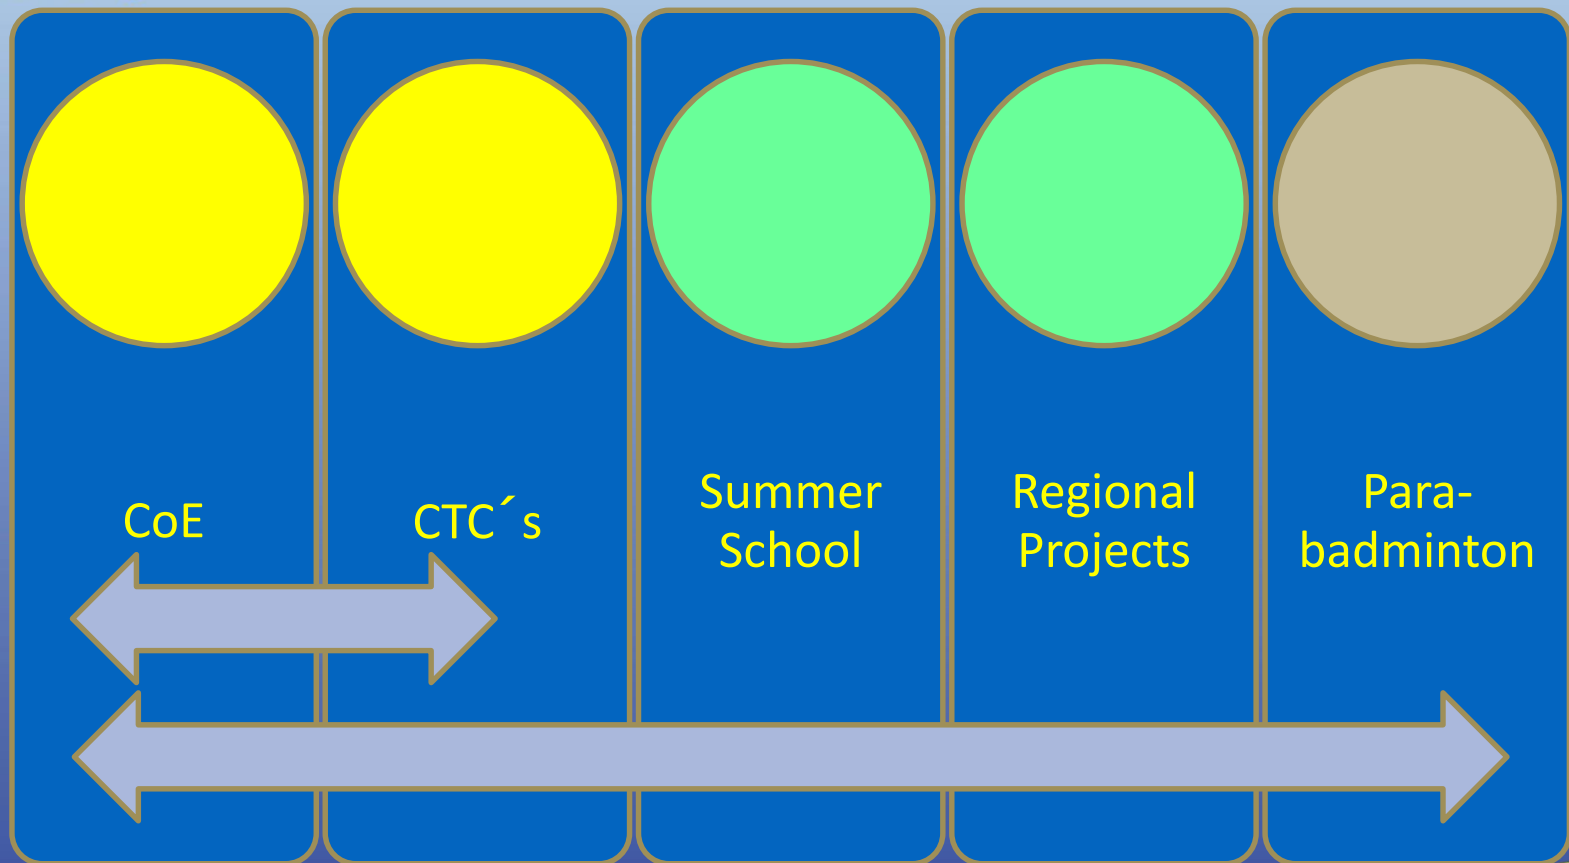 CoE
CTC´s
Summer
School
Regional
Projects
Para-
badminton